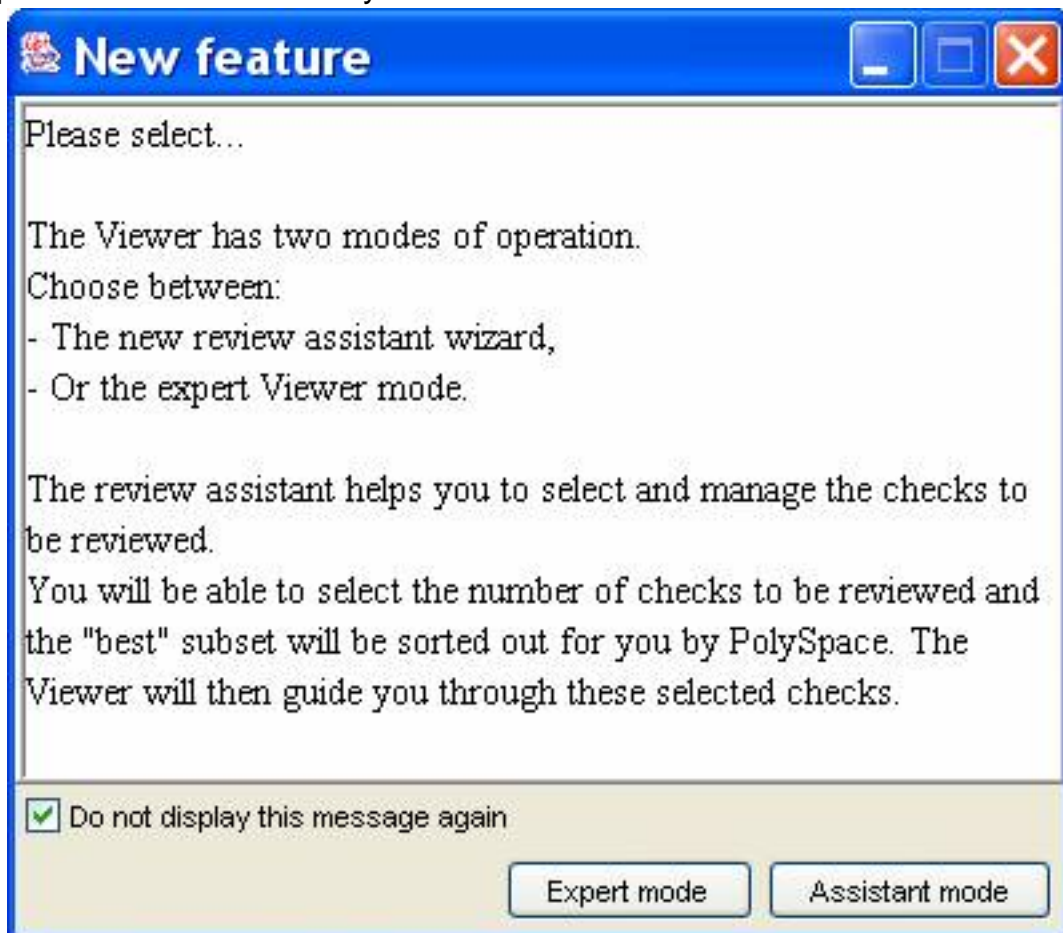 New feature
Please select...
The Viewer has two modes of operation.
Choose between:
- The new review assistant wizard,
- Or the expert Viewer mode.
The review assistant helps you to select and manage the checks to
be reviewed.
You will be able to select the number of checks to be reviewed and
the "best" subset will be sorted out for you by PolySpace. The
Viewer will then guide you through these selected checks.
Do not display this message again
Expert mode
Assistant mode